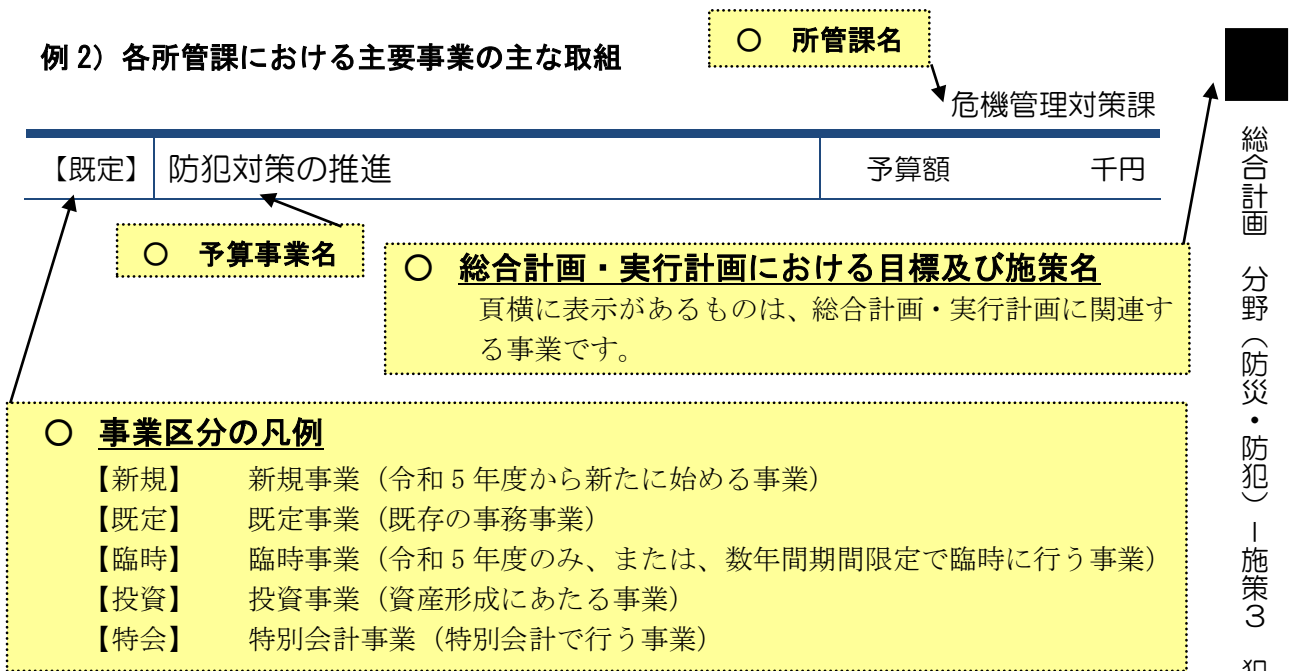 例 2）各所管課における主要事業の主な取組
○　所管課名
危機管理対策課
【既定】 防犯対策の推進 予算額 千円
○　予算事業名
○　総合計画・実行計画における目標及び施策名
頁横に表示があるものは、総合計画・実行計画に関連す
る事業です。
○　事業区分の凡例
【新規】 新規事業（令和 5 年度から新たに始める事業）
【既定】 既定事業（既存の事務事業）
【臨時】 臨時事業（令和 5 年度のみ、または、数年間期間限定で臨時に行う事業）
【投資】 投資事業（資産形成にあたる事業）
【特会】 特別会計事業（特別会計で行う事業）
総合計画　分野（防災・防犯）－施策３